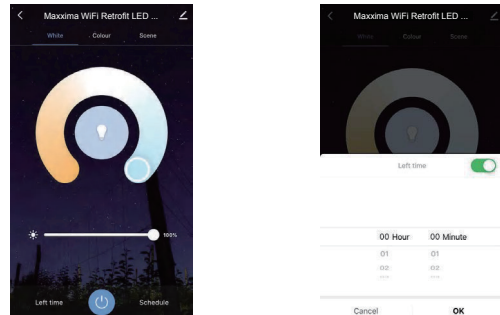 Maxxima WiFi Retrofit LED ...
White Colour Scene
100%
Left time Schedule
Maxxima WiFi Retrofit LED ...
White Colour Scene
Left time
00 Hour 00 Minute
01 01
02 02
Cancel OK